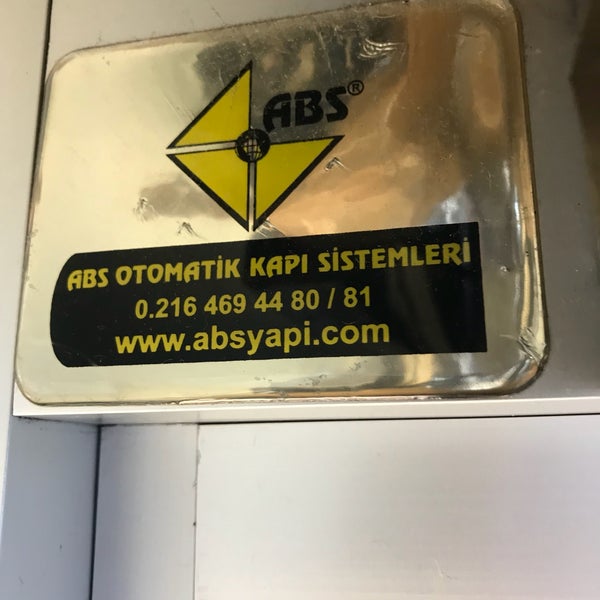 ABS®
ABS OTOMATİK KAPI SİSTEMLERİ
0.216 469 44 80 / 81
www.absyapi.com